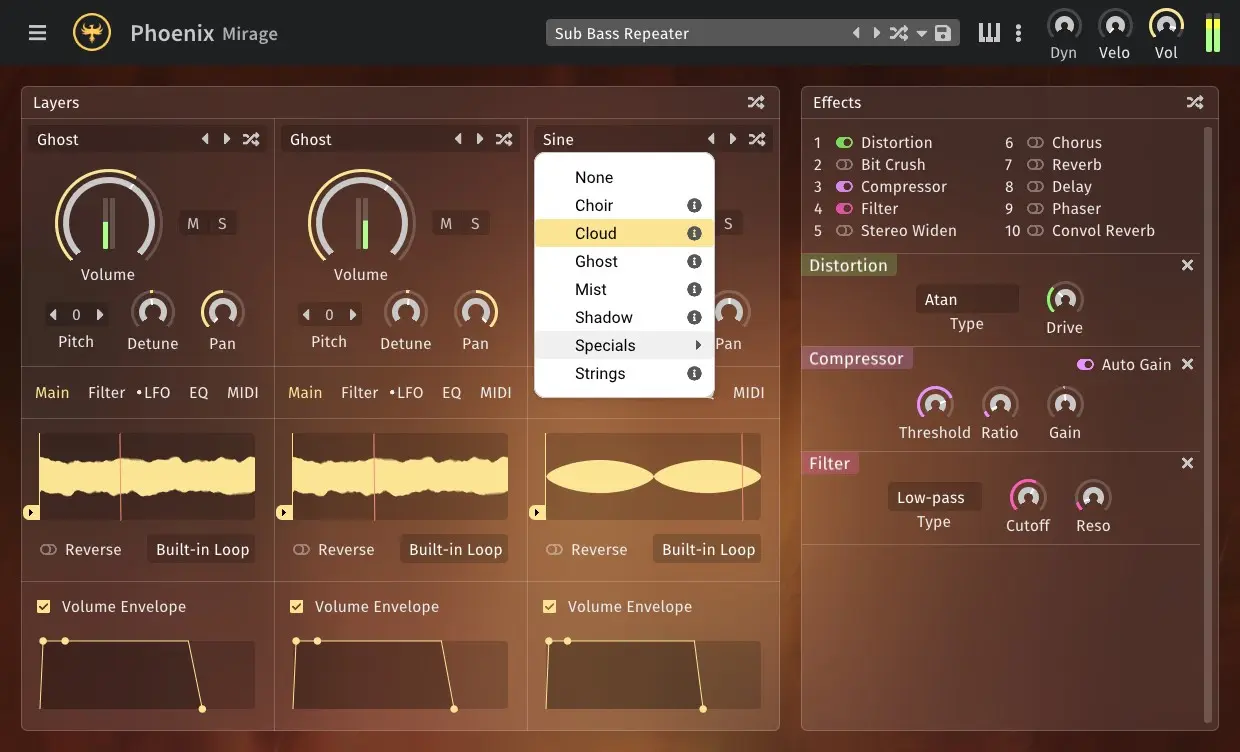 Phoenix Mirage
Sub Bass Repeater
Dyn Velo Vol
Layers
Ghost
Volume
M S
0
Pitch Detune Pan
Main Filter •LFO EQ MIDI
Reverse Built-in Loop
Volume Envelope
Ghost
Volume
M S
0
Pitch Detune Pan
Main Filter •LFO EQ MIDI
Reverse Built-in Loop
Volume Envelope
Sine
None
Choir
Cloud
Ghost
Mist
Shadow
Specials
Strings
S
Pan
MIDI
Reverse Built-in Loop
Volume Envelope
Effects
1 Distortion 6 Chorus
2 Bit Crush 7 Reverb
3 Compressor 8 Delay
4 Filter 9 Phaser
5 Stereo Widen 10 Convol Reverb
Distortion
Atan
Type Drive
Compressor Auto Gain
Threshold Ratio Gain
Filter
Low-pass
Type Cutoff Reso